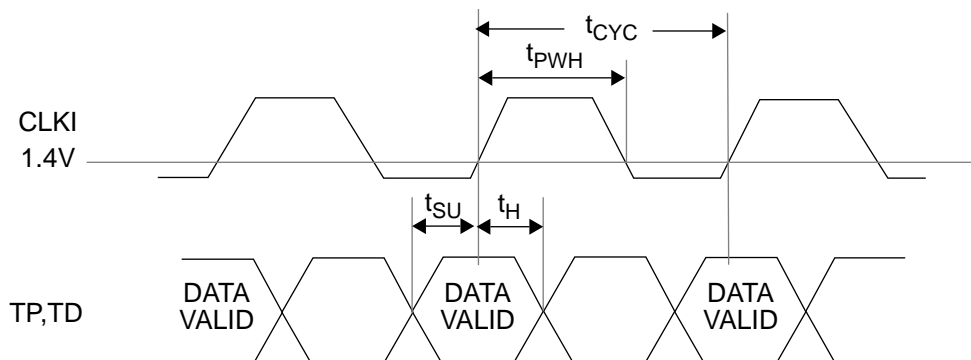 tCYC
tPWH
CLKI
1.4V
tSU
tH
TP,TD
DATA
VALID
DATA
VALID
DATA
VALID